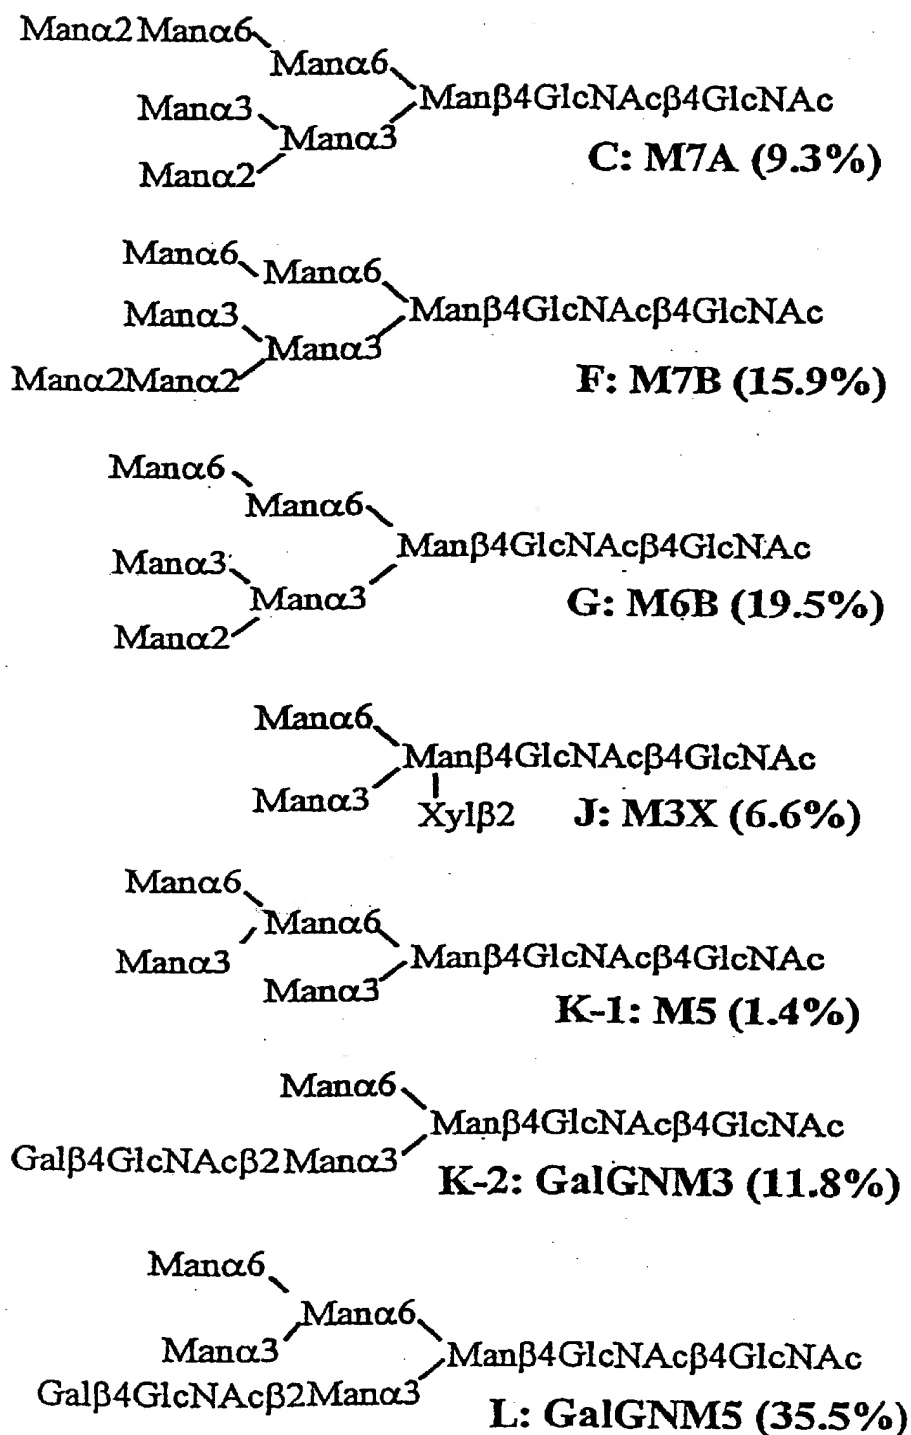 Manα2Manα6
Manα6
Manα3
Manβ4GlcNAcβ4GlcNAc
Manα3
Manα2
C: M7A (9.3%)
Manα6
Manα6
Manα3
Manβ4GlcNAcβ4GlcNAc
Manα3
Manα2Manα2
F: M7B (15.9%)
Manα6
Manα6
Manβ4GlcNAcβ4GlcNAc
Manα3
Manα3
G: M6B (19.5%)
Manα2
Manα6
Manβ4GlcNAcβ4GlcNAc
Manα3
Xylβ2
J: M3X (6.6%)
Manα6
Manα6
Manα3
Manβ4GlcNAcβ4GlcNAc
Manα3
K-1: M5 (1.4%)
Manα6
Manβ4GlcNAcβ4GlcNAc
Galβ4GlcNAcβ2Manα3
K-2: GalGNM3 (11.8%)
Manα6
Manα6
Manα3
Manβ4GlcNAcβ4GlcNAc
Galβ4GlcNAcβ2Manα3
L: GalGNM5 (35.5%)